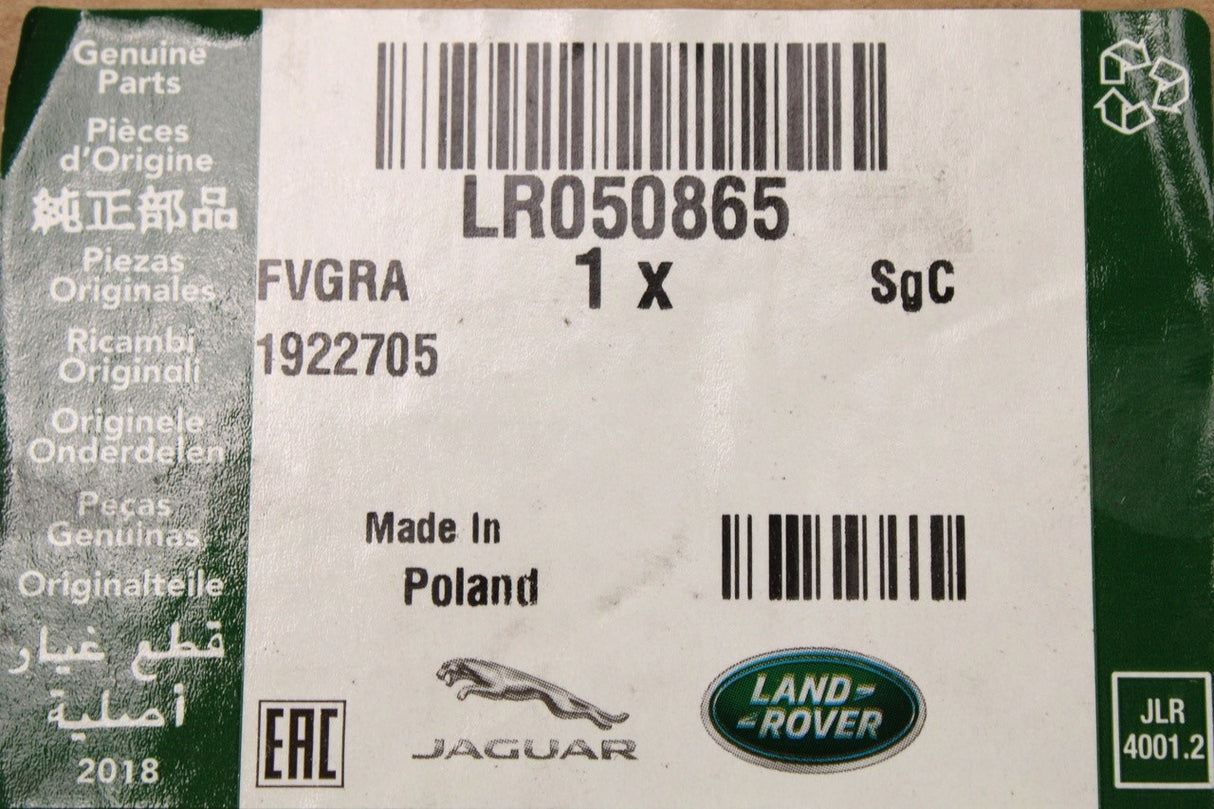 Genuine
Parts
Pièces
d'Origine
純正部品
Piezas
Originales
Ricambi
Originali
Originele
Onderdelen
Pecas
Genuinas
Originalteile
قطع غيار
أصلية
2018
LR050865
FVGRA 1 x SgC
1922705
Made In
Poland
EAC
JAGUAR
LAND-
-ROVER
JLR
4001.2